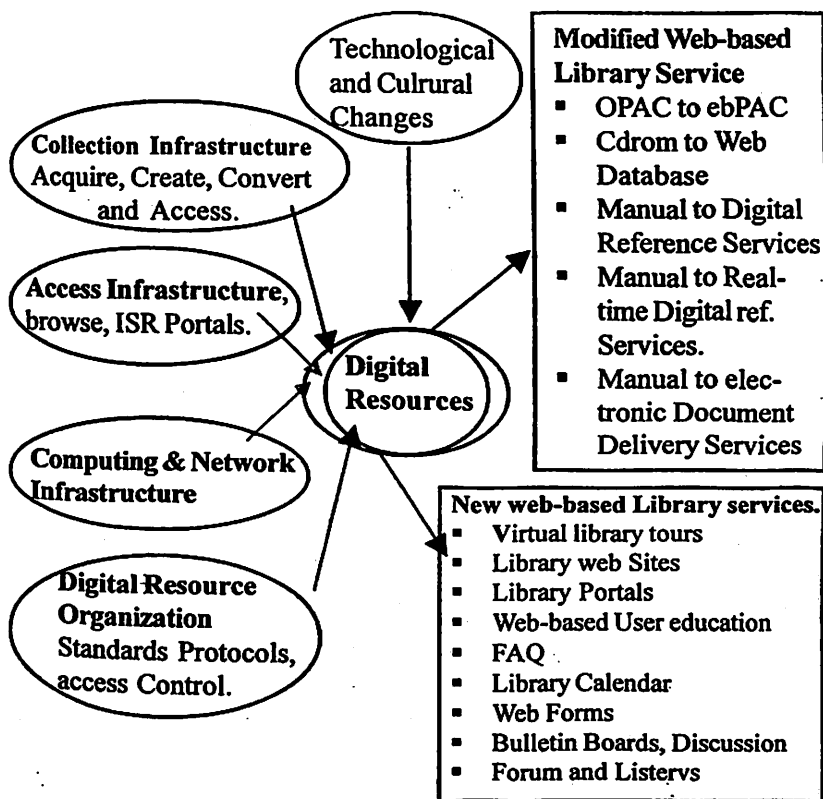 Technological
and Culrural
Changes
Collection Infrastructure
Acquire, Create, Convert
and Access.
Access Infrastructure,
browse, ISR Portals.
Computing & Network
Infrastructure
Digital Resource
Organization
Standards Protocols,
access Control.
Digital
Resources
Modified Web-based
Library Service
▪ OPAC to ebPAC
▪ Cdrom to Web
Database
▪ Manual to Digital
Reference Services
▪ Manual to Real-
time Digital ref.
Services.
▪ Manual to elec-
tronic Document
Delivery Services
New web-based Library services.
▪ Virtual library tours
▪ Library web Sites
▪ Library Portals
▪ Web-based User education
▪ FAQ
▪ Library Calendar
▪ Web Forms
▪ Bulletin Boards, Discussion
▪ Forum and Listervs